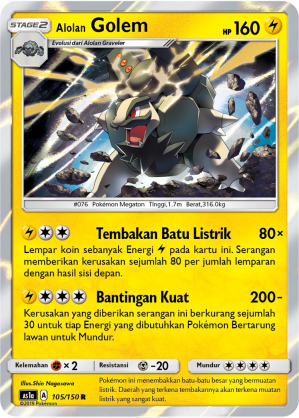 STAGE2 Alolan Golem HP 160
Evolusi dari Alolan Graveler
#076 Pokémon Megaton Tinggi,1.7m Berat,316.0kg
Tembakan Batu Listrik 80×
Lempar koin sebanyak Energi pada kartu ini. Serangan
memberikan kerusakan sejumlah 80 per jumlah lemparan
dengan hasil sisi depan.
Bantingan Kuat 200-
Kerusakan yang diberikan serangan ini berkurang sejumlah
30 untuk tiap Energi yang dibutuhkan Pokémon Bertarung
lawan untuk Mundur.
Kelemahan × 2 Resistansi -20 Mundur
Illus.Shin Nagasawa
AS1a A 105/150 R
©2019 Pokémon
Pokémon ini menembakkan batu-batu besar yang bermuatan
listrik. Daerah yang terkena tembakannya akan terpapar muatan listrik.